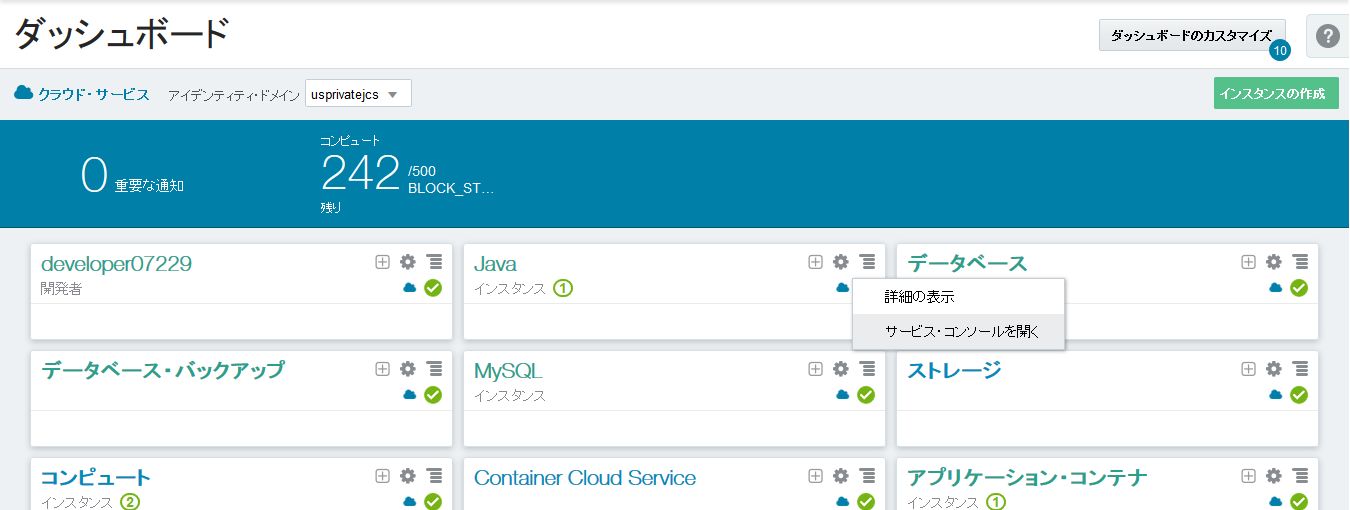 ダッシュボード
ダッシュボードのカスタマイズ
10
?
クラウド・サービス
アイデンティティ・ドメイン
usprivatejcs
インスタンスの作成
0 重要な通知
コンピュート
242
/500
BLOCK_ST...
残り
developer07229
開発者
Java
インスタンス 1
データベース
詳細の表示
サービス・コンソールを開く
データベース・バックアップ
MySQL
インスタンス
ストレージ
コンピュート
インスタンス 2
Container Cloud Service
アプリケーション・コンテナ
インスタンス 1